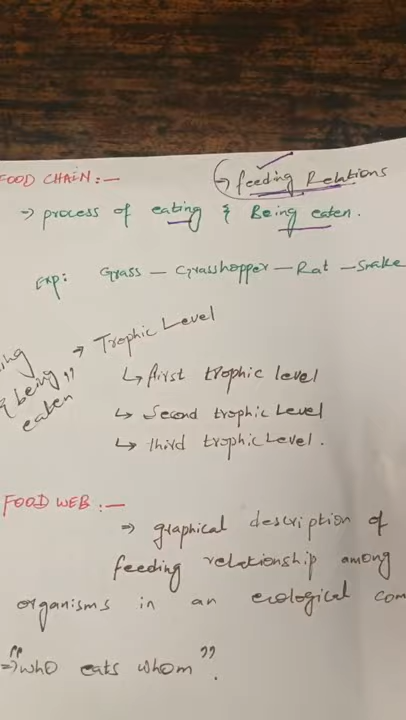 FOOD CHAIN:- → feeding Relations
→ process of eating & Being eaten.
Exp: Grass - Grasshopper - Rat - Snake
→ Trophic Level
& being"
eaten
↳ first trophic level
↳ Second trophic Level
↳ third trophic Level.
FOOD WEB :-
⇒ graphical description of
feeding relationship among
organisms in an ecological com
⇒ "who eats whom".